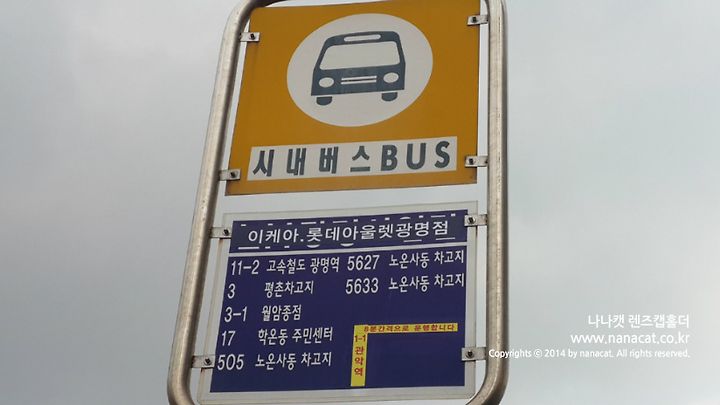 시내버스BUS
이케아.롯데아울렛광명점
11-2 고속철도 광명역 5627 노온사동 차고지
3 평촌차고지 5633 노온사동 차고지
3-1 월암종점
17 학온동 주민센터
505 노온사동 차고지
8분간격으로 운행합니다
1-1
관악역
나나캣 렌즈캡홀더
www.nanacat.co.kr
Copyrights ⓒ 2014 by nanacat. All rights reserved.